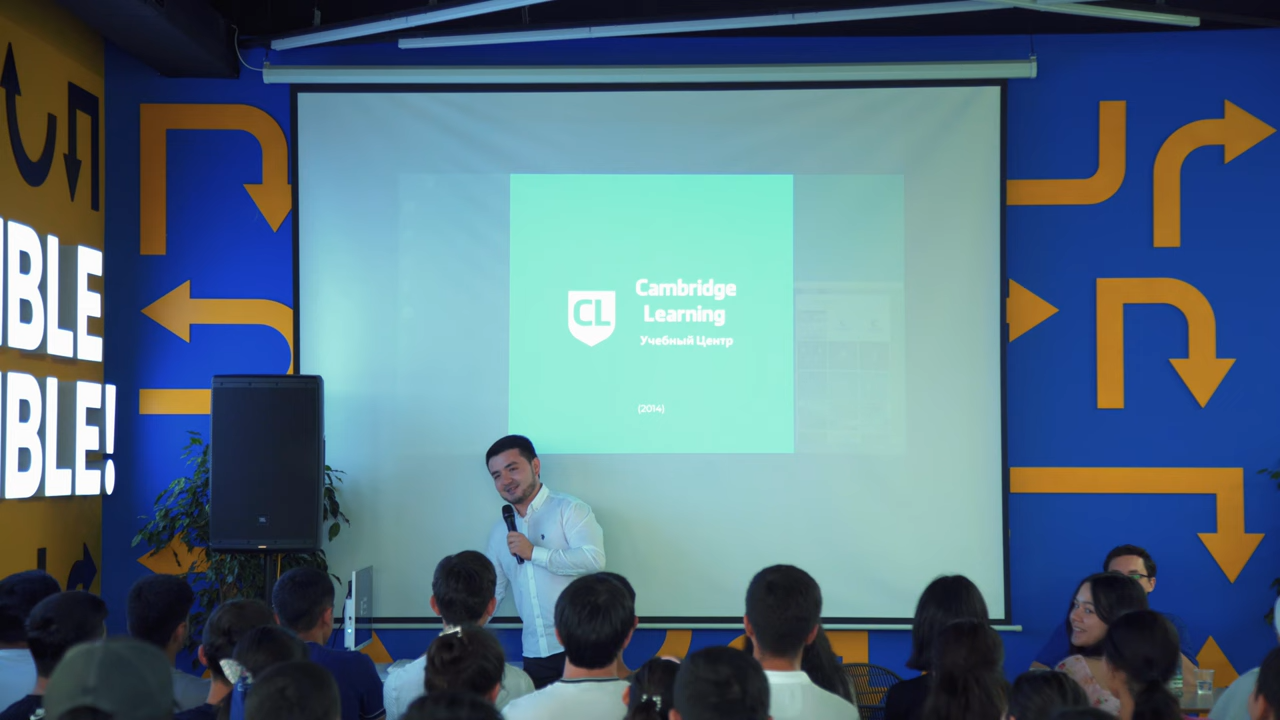 IBLE
IBLE!
CL
Cambridge
Learning
Учебный Центр
(2014)